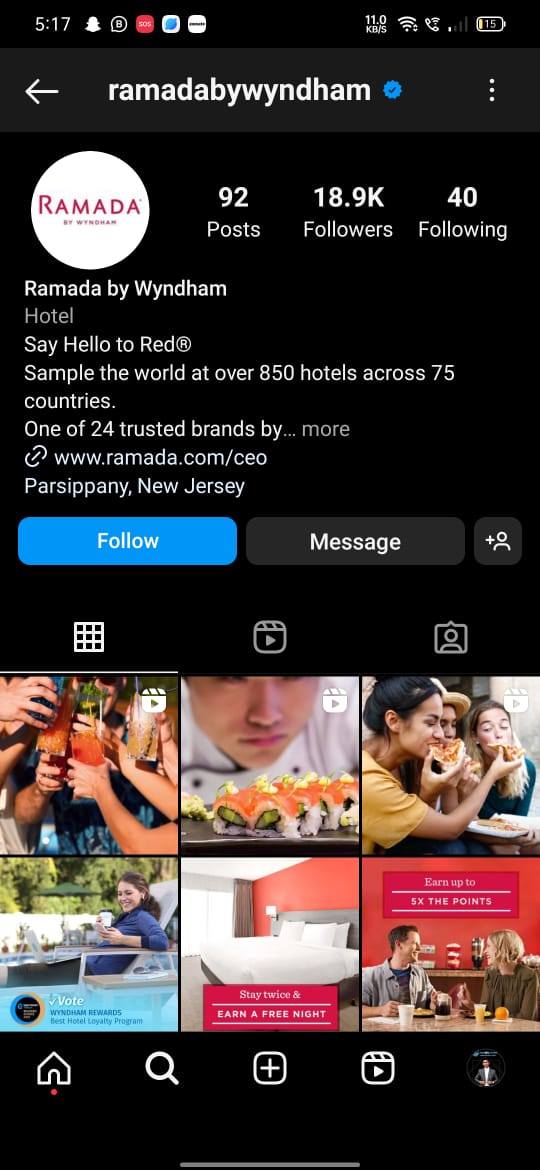 5:17
SOS
11.0
KB/S
15
ramadabywyndham
RAMADA
BY WYNDHAM
92
Posts
18.9K
Followers
40
Following
Ramada by Wyndham
Hotel
Say Hello to Red®
Sample the world at over 850 hotels across 75
countries.
One of 24 trusted brands by… more
www.ramada.com/ceo
Parsippany, New Jersey
Follow
Message
Vote
WYNDHAM REWARDS
Best Hotel Loyalty Program
Stay twice &
EARN A FREE NIGHT
Earn up to
5X THE POINTS